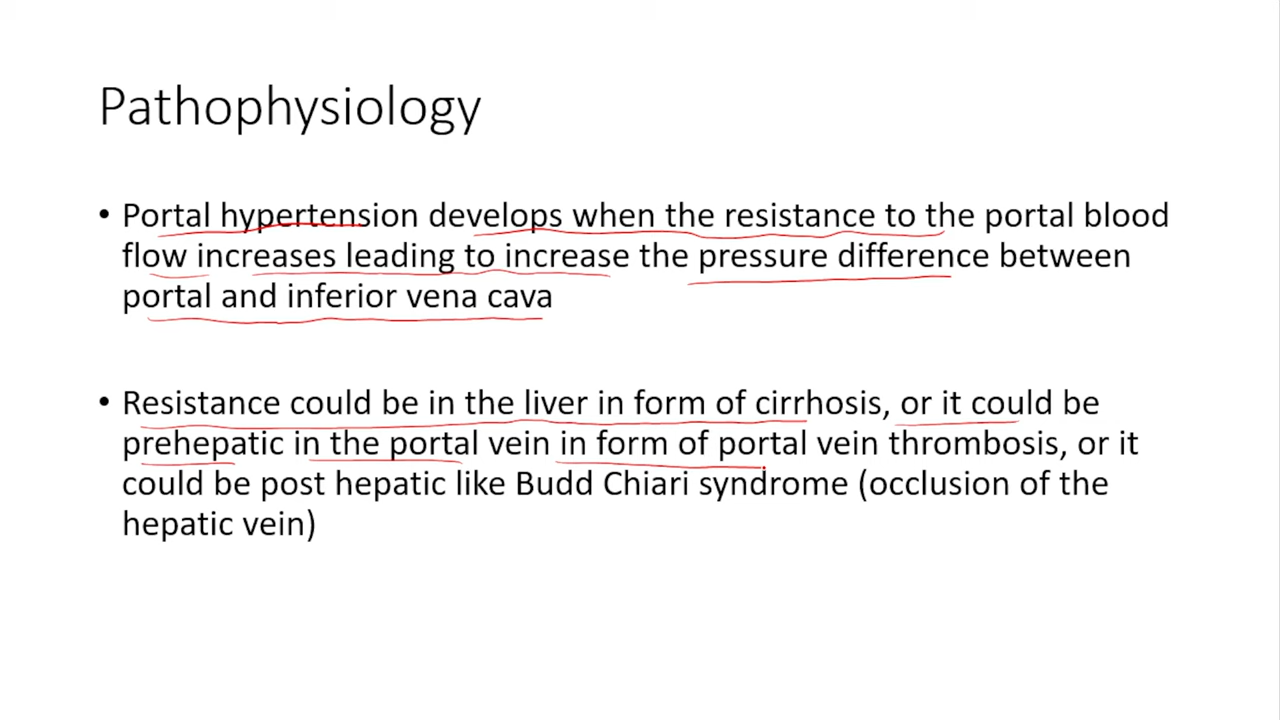 Pathophysiology
• Portal hypertension develops when the resistance to the portal blood
flow increases leading to increase the pressure difference between
portal and inferior vena cava
• Resistance could be in the liver in form of cirrhosis, or it could be
prehepatic in the portal vein in form of portal vein thrombosis, or it
could be post hepatic like Budd Chiari syndrome (occlusion of the
hepatic vein)